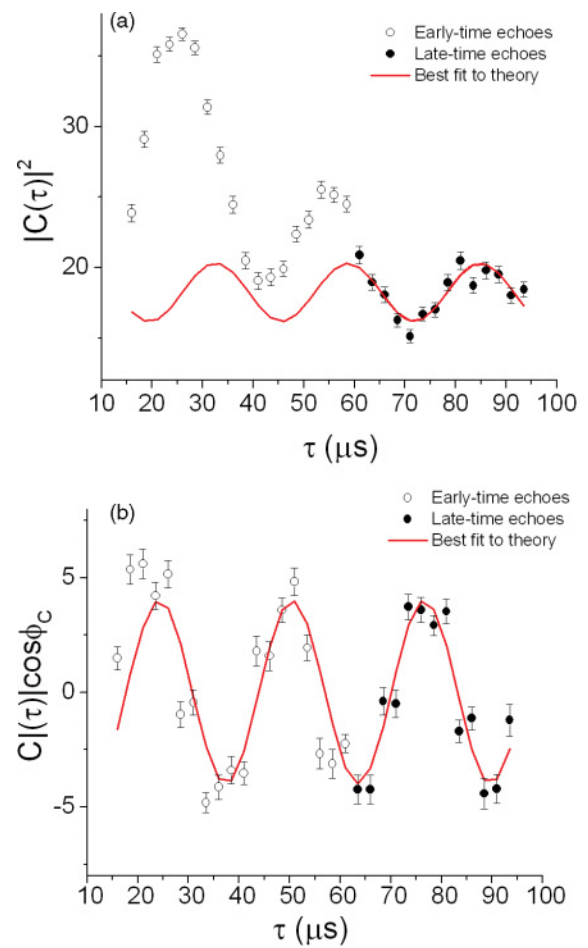 (a)
Early-time echoes
Late-time echoes
Best fit to theory
30
20
|C(τ)|²
10 20 30 40 50 60 70 80 90 100
τ (μs)
(b)
Early-time echoes
Late-time echoes
Best fit to theory
5
0
-5
C|(τ)|cosϕC
10 20 30 40 50 60 70 80 90 100
τ (μs)